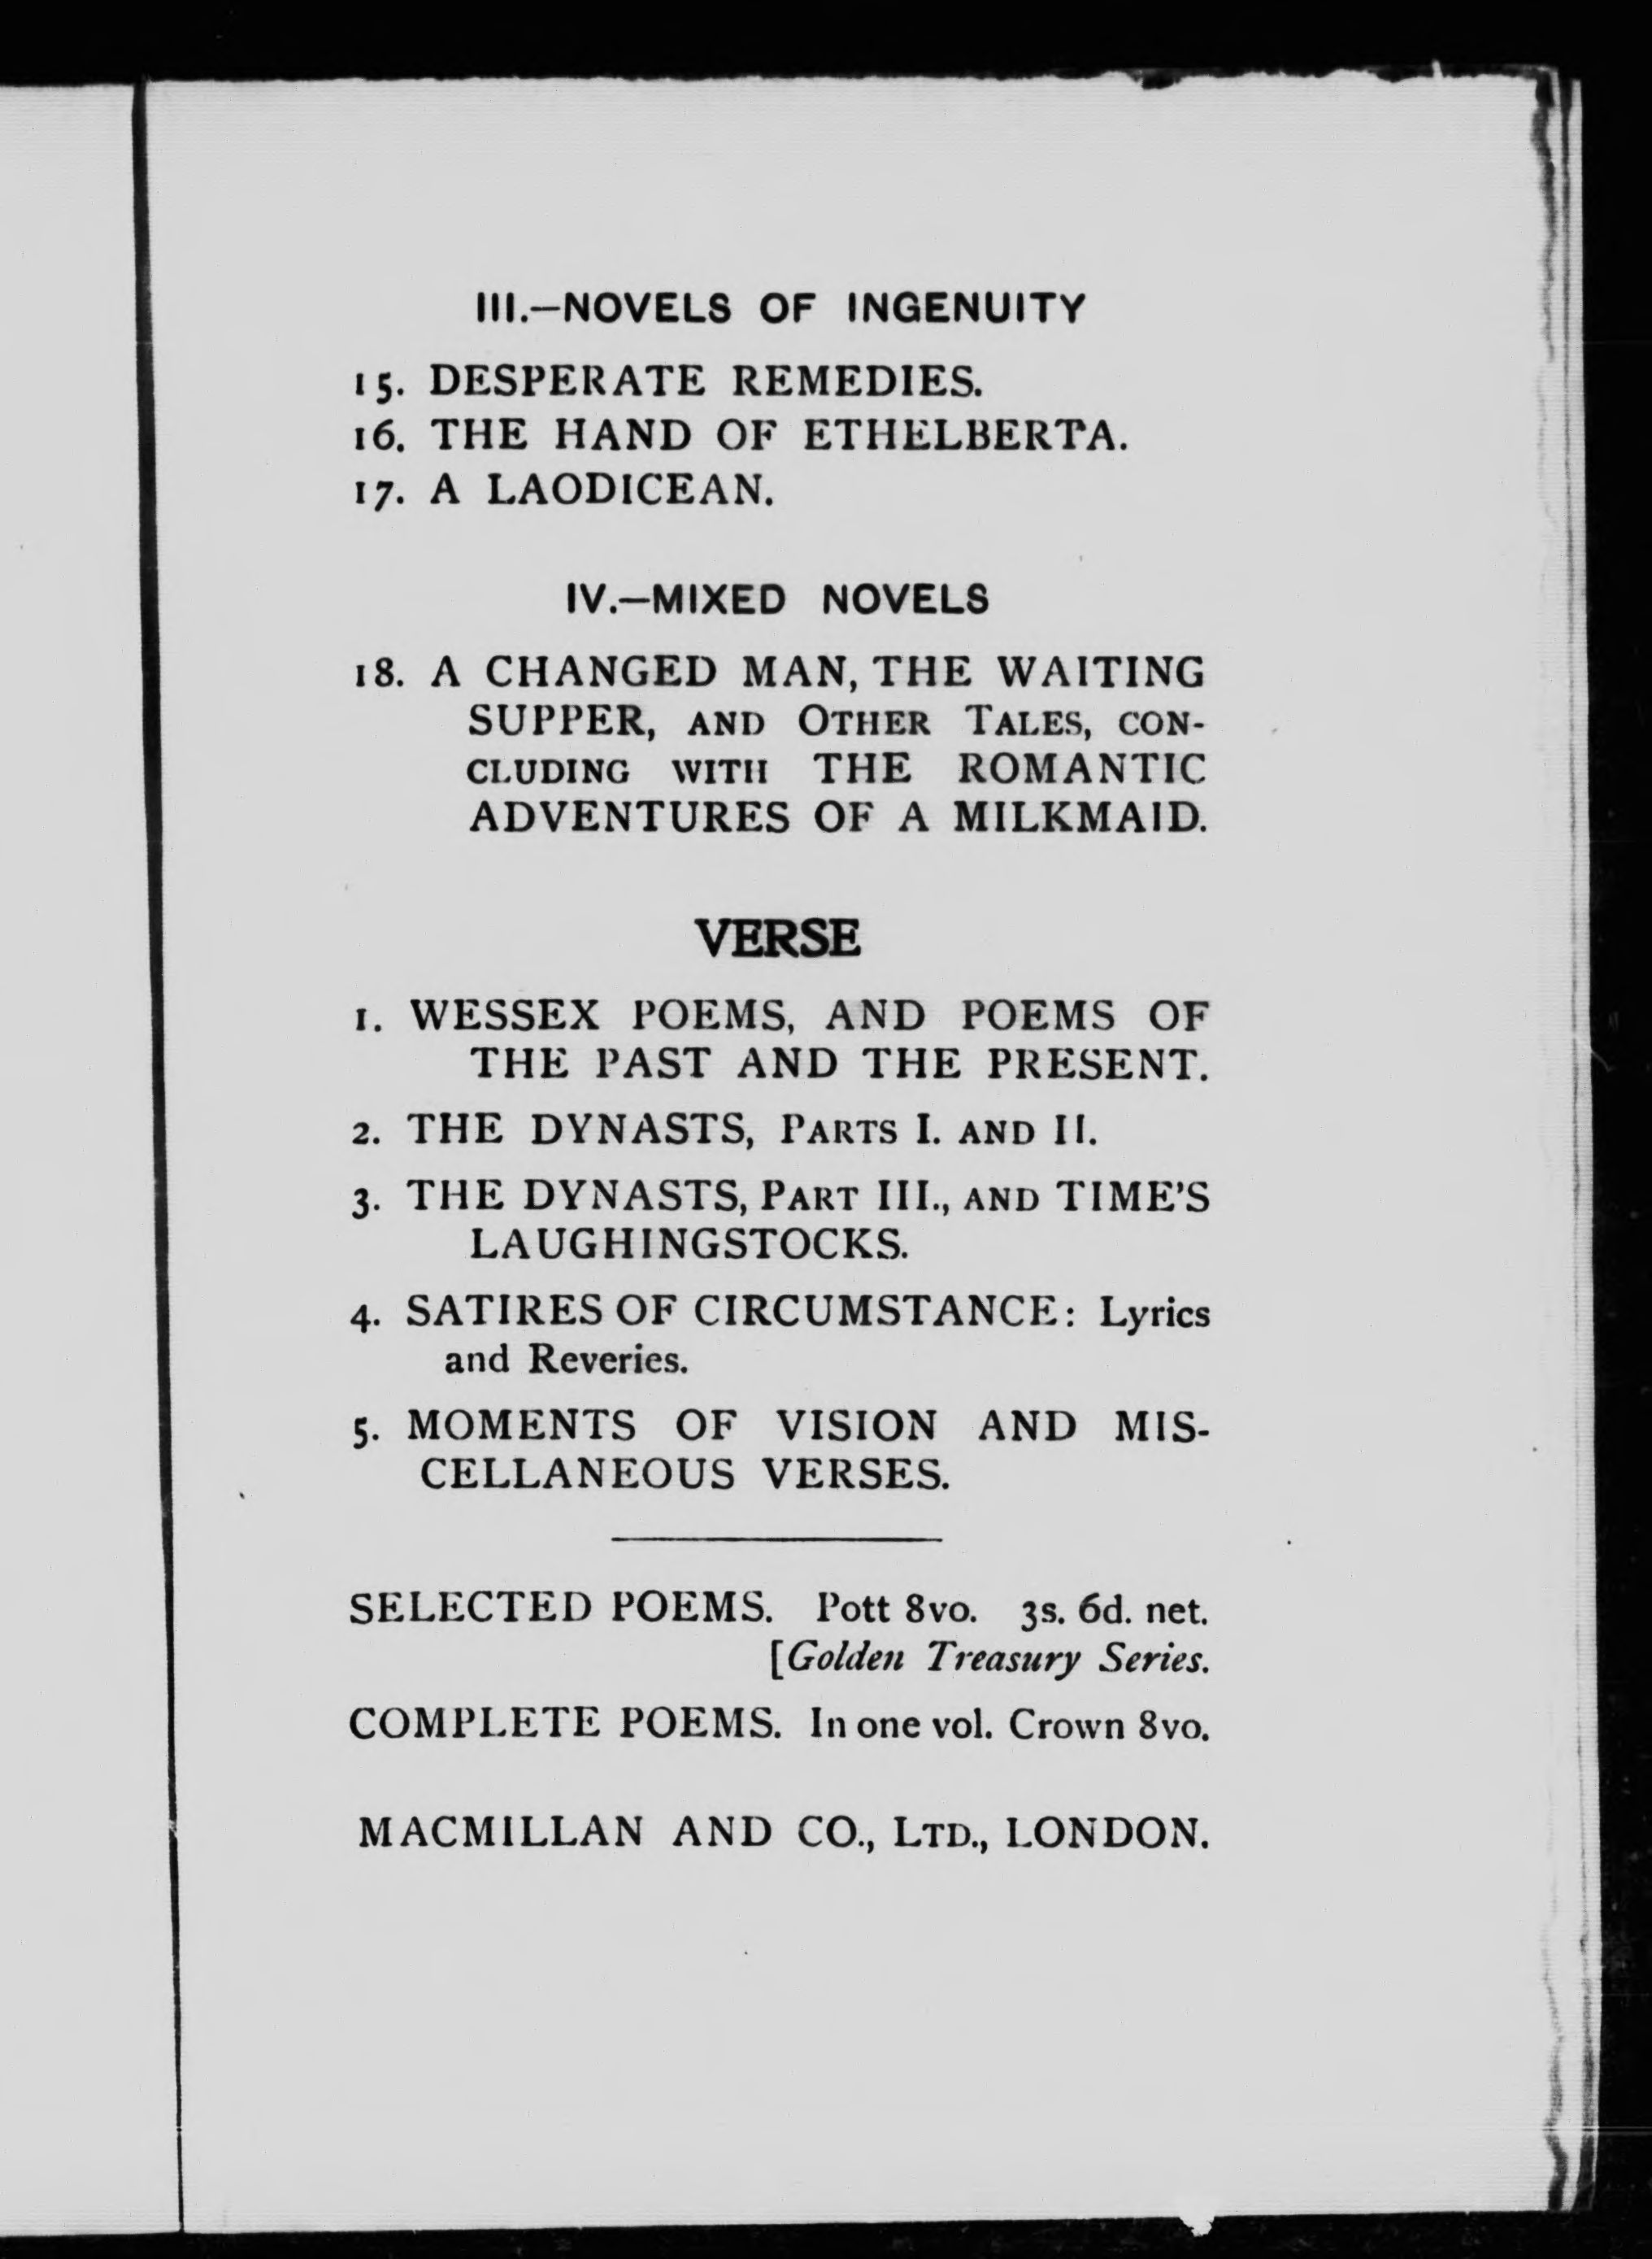 III.—NOVELS OF INGENUITY
15. DESPERATE REMEDIES.
16. THE HAND OF ETHELBERTA.
17. A LAODICEAN.
IV.—MIXED NOVELS
18. A CHANGED MAN, THE WAITING
SUPPER, AND OTHER TALES, CON-
CLUDING WITH THE ROMANTIC
ADVENTURES OF A MILKMAID.
VERSE
1. WESSEX POEMS, AND POEMS OF
THE PAST AND THE PRESENT.
2. THE DYNASTS, PARTS I. AND II.
3. THE DYNASTS, PART III., AND TIME'S
LAUGHINGSTOCKS.
4. SATIRES OF CIRCUMSTANCE: Lyrics
and Reveries.
5. MOMENTS OF VISION AND MIS-
CELLANEOUS VERSES.
SELECTED POEMS. Pott 8vo. 3s. 6d. net.
[Golden Treasury Series.
COMPLETE POEMS. In one vol. Crown 8vo.
MACMILLAN AND CO., LTD., LONDON.